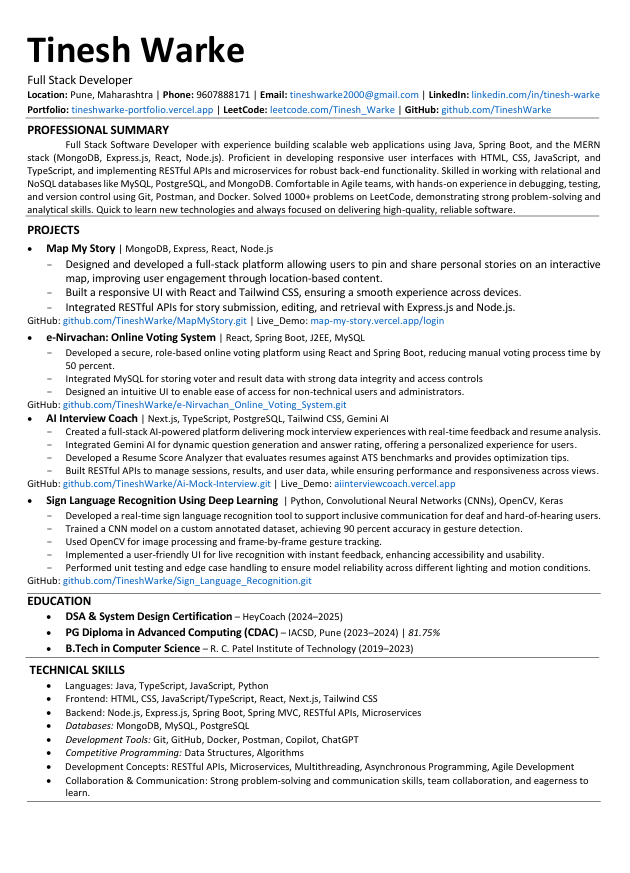 Tinesh Warke
Full Stack Developer
Location: Pune, Maharashtra | Phone: 9607888171 | Email: tineshwarke2000@gmail.com | LinkedIn: linkedin.com/in/tinesh-warke
Portfolio: tineshwarke-portfolio.vercel.app | LeetCode: leetcode.com/Tinesh_Warke | GitHub: github.com/TineshWarke
PROFESSIONAL SUMMARY
Full Stack Software Developer with experience building scalable web applications using Java, Spring Boot, and the MERN
stack (MongoDB, Express.js, React, Node.js). Proficient in developing responsive user interfaces with HTML, CSS, JavaScript, and
TypeScript, and implementing RESTful APIs and microservices for robust back-end functionality. Skilled in working with relational and
NoSQL databases like MySQL, PostgreSQL, and MongoDB. Comfortable in Agile teams, with hands-on experience in debugging, testing,
and version control using Git, Postman, and Docker. Solved 1000+ problems on LeetCode, demonstrating strong problem-solving and
analytical skills. Quick to learn new technologies and always focused on delivering high-quality, reliable software.
PROJECTS
• Map My Story | MongoDB, Express, React, Node.js
− Designed and developed a full-stack platform allowing users to pin and share personal stories on an interactive
map, improving user engagement through location-based content.
− Built a responsive UI with React and Tailwind CSS, ensuring a smooth experience across devices.
− Integrated RESTful APIs for story submission, editing, and retrieval with Express.js and Node.js.
GitHub: github.com/TineshWarke/MapMyStory.git | Live_Demo: map-my-story.vercel.app/login
• e-Nirvachan: Online Voting System | React, Spring Boot, J2EE, MySQL
− Developed a secure, role-based online voting platform using React and Spring Boot, reducing manual voting process time by
50 percent.
− Integrated MySQL for storing voter and result data with strong data integrity and access controls
− Designed an intuitive UI to enable ease of access for non-technical users and administrators.
GitHub: github.com/TineshWarke/e-Nirvachan_Online_Voting_System.git
• AI Interview Coach | Next.js, TypeScript, PostgreSQL, Tailwind CSS, Gemini AI
− Created a full-stack AI-powered platform delivering mock interview experiences with real-time feedback and resume analysis.
− Integrated Gemini AI for dynamic question generation and answer rating, offering a personalized experience for users.
− Developed a Resume Score Analyzer that evaluates resumes against ATS benchmarks and provides optimization tips.
− Built RESTful APIs to manage sessions, results, and user data, while ensuring performance and responsiveness across views.
GitHub: github.com/TineshWarke/Ai-Mock-Interview.git | Live_Demo: aiinterviewcoach.vercel.app
• Sign Language Recognition Using Deep Learning | Python, Convolutional Neural Networks (CNNs), OpenCV, Keras
− Developed a real-time sign language recognition tool to support inclusive communication for deaf and hard-of-hearing users.
− Trained a CNN model on a custom annotated dataset, achieving 90 percent accuracy in gesture detection.
− Used OpenCV for image processing and frame-by-frame gesture tracking.
− Implemented a user-friendly UI for live recognition with instant feedback, enhancing accessibility and usability.
− Performed unit testing and edge case handling to ensure model reliability across different lighting and motion conditions.
GitHub: github.com/TineshWarke/Sign_Language_Recognition.git
EDUCATION
• DSA & System Design Certification – HeyCoach (2024–2025)
• PG Diploma in Advanced Computing (CDAC) – IACSD, Pune (2023–2024) | 81.75%
• B.Tech in Computer Science – R. C. Patel Institute of Technology (2019–2023)
TECHNICAL SKILLS
• Languages: Java, TypeScript, JavaScript, Python
• Frontend: HTML, CSS, JavaScript/TypeScript, React, Next.js, Tailwind CSS
• Backend: Node.js, Express.js, Spring Boot, Spring MVC, RESTful APIs, Microservices
• Databases: MongoDB, MySQL, PostgreSQL
• Development Tools: Git, GitHub, Docker, Postman, Copilot, ChatGPT
• Competitive Programming: Data Structures, Algorithms
• Development Concepts: RESTful APIs, Microservices, Multithreading, Asynchronous Programming, Agile Development
• Collaboration & Communication: Strong problem-solving and communication skills, team collaboration, and eagerness to
learn.